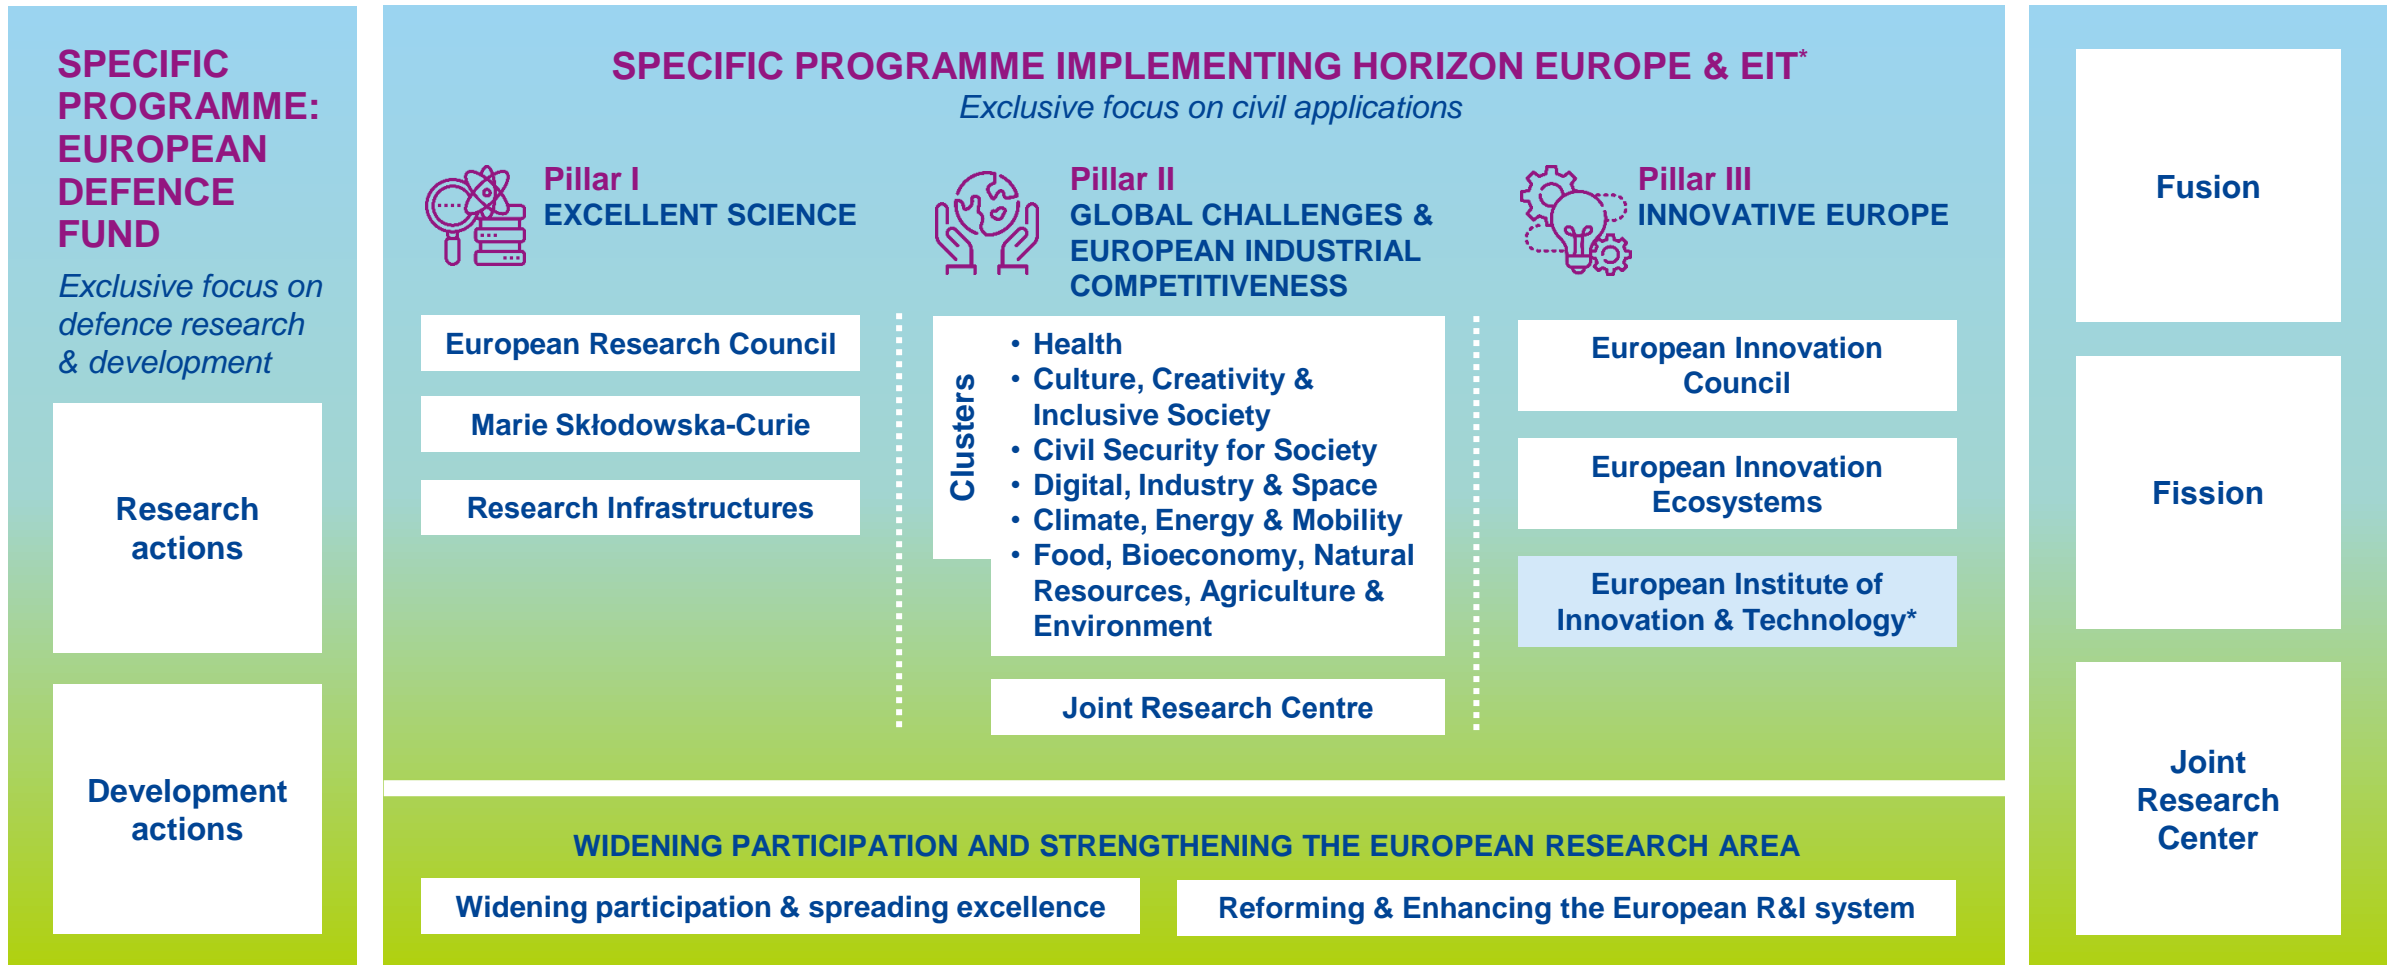 SPECIFIC
PROGRAMME:
EUROPEAN
DEFENCE
FUND
Exclusive focus on
defence research
& development
Research
actions
Development
actions
SPECIFIC PROGRAMME IMPLEMENTING HORIZON EUROPE & EIT*
Exclusive focus on civil applications
Pillar I
EXCELLENT SCIENCE
European Research Council
Marie Skłodowska-Curie
Research Infrastructures
Pillar II
GLOBAL CHALLENGES &
EUROPEAN INDUSTRIAL
COMPETITIVENESS
Clusters
• Health
• Culture, Creativity &
Inclusive Society
• Civil Security for Society
• Digital, Industry & Space
• Climate, Energy & Mobility
• Food, Bioeconomy, Natural
Resources, Agriculture &
Environment
Joint Research Centre
Pillar III
INNOVATIVE EUROPE
European Innovation
Council
European Innovation
Ecosystems
European Institute of
Innovation & Technology*
WIDENING PARTICIPATION AND STRENGTHENING THE EUROPEAN RESEARCH AREA
Widening participation & spreading excellence
Reforming & Enhancing the European R&I system
Fusion
Fission
Joint
Research
Center